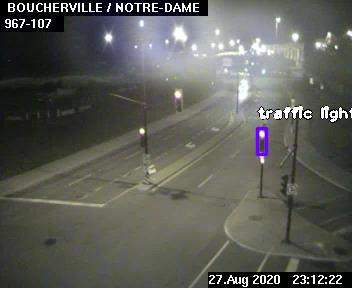 BOUCHERVILLE / NOTRE-DAME
967-107
traffic light
27.Aug 2020 23:12:22